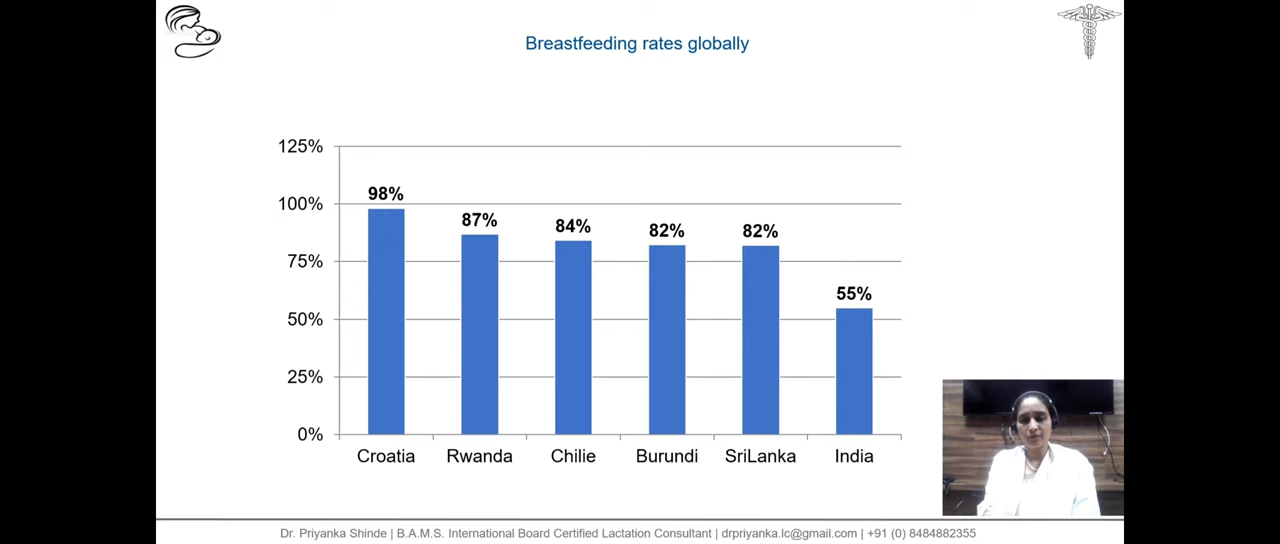 Breastfeeding rates globally
125%
100%
75%
50%
25%
0%
98%
87%
84%
82%
82%
55%
Croatia
Rwanda
Chilie
Burundi
SriLanka
India
Dr. Priyanka Shinde | B.A.M.S. International Board Certified Lactation Consultant | drpriyanka.lc@gmail.com | +91 (0) 8484882355